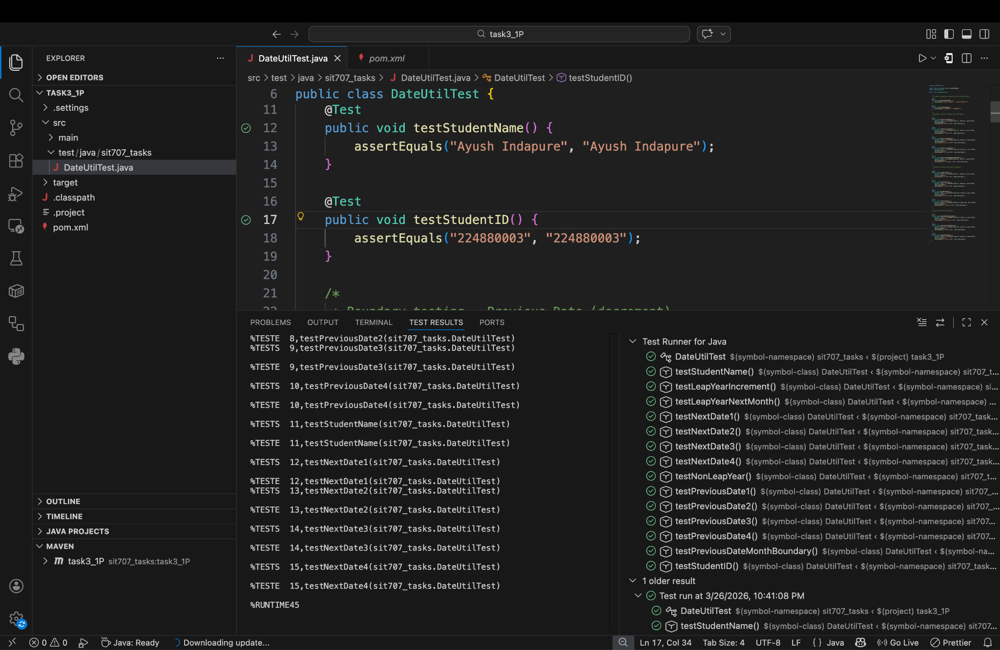 task3_1P
EXPLORER
OPEN EDITORS
TASK3_1P
.settings
src
main
test/java/sit707_tasks
DateUtilTest.java
target
.classpath
.project
pom.xml
OUTLINE
TIMELINE
JAVA PROJECTS
MAVEN
task3_1P sit707_tasks:task3_1P
DateUtilTest.java
pom.xml
src > test > java > sit707_tasks > DateUtilTest.java > DateUtilTest > testStudentID()
6 public class DateUtilTest {
11 @Test
12 public void testStudentName() {
13 assertEquals("Ayush Indapure", "Ayush Indapure");
14 }
15
16 @Test
17 public void testStudentID() {
18 assertEquals("224880003", "224880003");
19 }
20
21 /*
PROBLEMS OUTPUT TERMINAL TEST RESULTS PORTS
%TESTE 8,testPreviousDate2(sit707_tasks.DateUtilTest)
%TESTS 9,testPreviousDate3(sit707_tasks.DateUtilTest)
%TESTE 9,testPreviousDate3(sit707_tasks.DateUtilTest)
%TESTS 10,testPreviousDate4(sit707_tasks.DateUtilTest)
%TESTE 10,testPreviousDate4(sit707_tasks.DateUtilTest)
%TESTS 11,testStudentName(sit707_tasks.DateUtilTest)
%TESTE 11,testStudentName(sit707_tasks.DateUtilTest)
%TESTS 12,testNextDate1(sit707_tasks.DateUtilTest)
%TESTE 12,testNextDate1(sit707_tasks.DateUtilTest)
%TESTS 13,testNextDate2(sit707_tasks.DateUtilTest)
%TESTE 13,testNextDate2(sit707_tasks.DateUtilTest)
%TESTS 14,testNextDate3(sit707_tasks.DateUtilTest)
%TESTE 14,testNextDate3(sit707_tasks.DateUtilTest)
%TESTS 15,testNextDate4(sit707_tasks.DateUtilTest)
%TESTE 15,testNextDate4(sit707_tasks.DateUtilTest)
%RUNTIME45
Test Runner for Java
DateUtilTest $(symbol-namespace) sit707_tasks ‹ $(project) task3_1P
testStudentName() $(symbol-class) DateUtilTest ‹ $(symbol-namespace) sit707_t...
testLeapYearIncrement() $(symbol-class) DateUtilTest ‹ $(symbol-namespace) si...
testLeapYearNextMonth() $(symbol-class) DateUtilTest ‹ $(symbol-namespace) ...
testNextDate1() $(symbol-class) DateUtilTest ‹ $(symbol-namespace) sit707_task...
testNextDate2() $(symbol-class) DateUtilTest ‹ $(symbol-namespace) sit707_task...
testNextDate3() $(symbol-class) DateUtilTest ‹ $(symbol-namespace) sit707_task...
testNextDate4() $(symbol-class) DateUtilTest ‹ $(symbol-namespace) sit707_task...
testNonLeapYear() $(symbol-class) DateUtilTest ‹ $(symbol-namespace) sit707_t...
testPreviousDate1() $(symbol-class) DateUtilTest ‹ $(symbol-namespace) sit707_...
testPreviousDate2() $(symbol-class) DateUtilTest ‹ $(symbol-namespace) sit707_...
testPreviousDate3() $(symbol-class) DateUtilTest ‹ $(symbol-namespace) sit707...
testPreviousDate4() $(symbol-class) DateUtilTest ‹ $(symbol-namespace) sit707...
testPreviousDateMonthBoundary() $(symbol-class) DateUtilTest ‹ $(symbol-na...
testStudentID() $(symbol-class) DateUtilTest ‹ $(symbol-namespace) sit707_task...
1 older result
Test run at 3/26/2026, 10:41:08 PM
DateUtilTest $(symbol-namespace) sit707_tasks ‹ $(project) task3_1P
testStudentName() $(symbol-class) DateUtilTest ‹ $(symbol-namespace) sit707...
0 0 Java: Ready Downloading update... Ln 17, Col 34 Tab Size: 4 UTF-8 LF {} Java Go Live Prettier